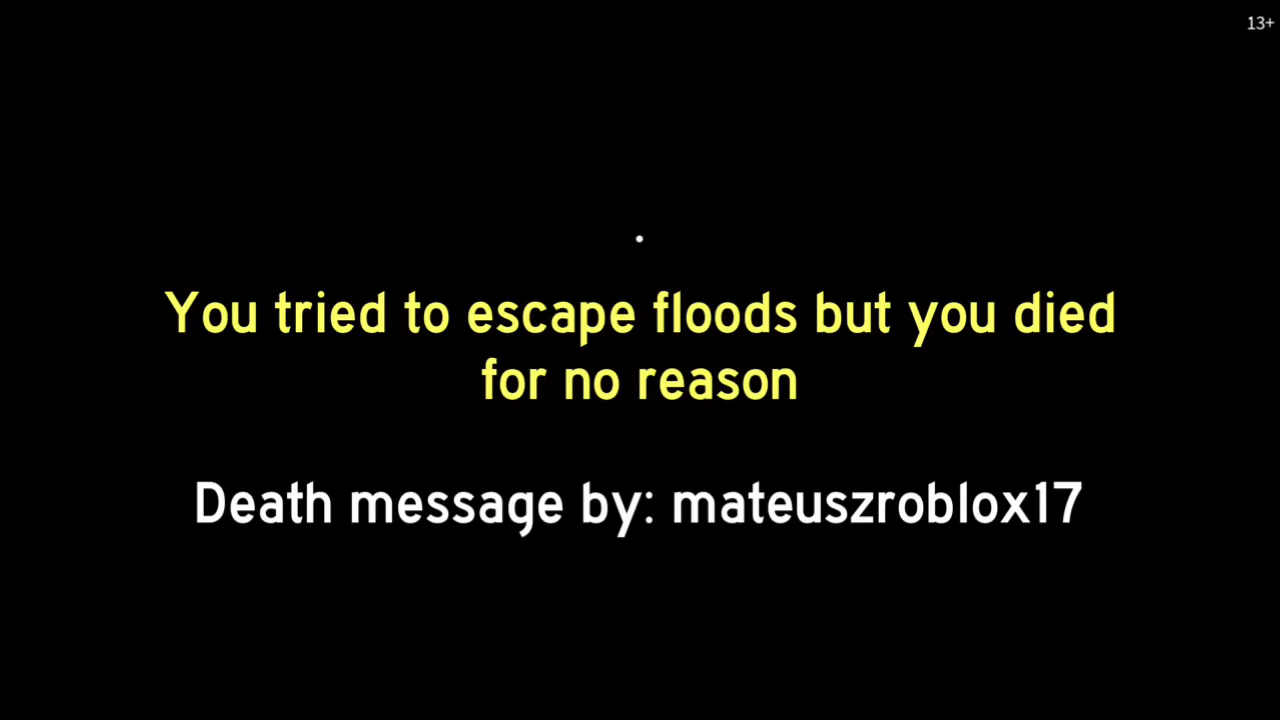 13+
You tried to escape floods but you died
for no reason
Death message by: mateuszroblox17